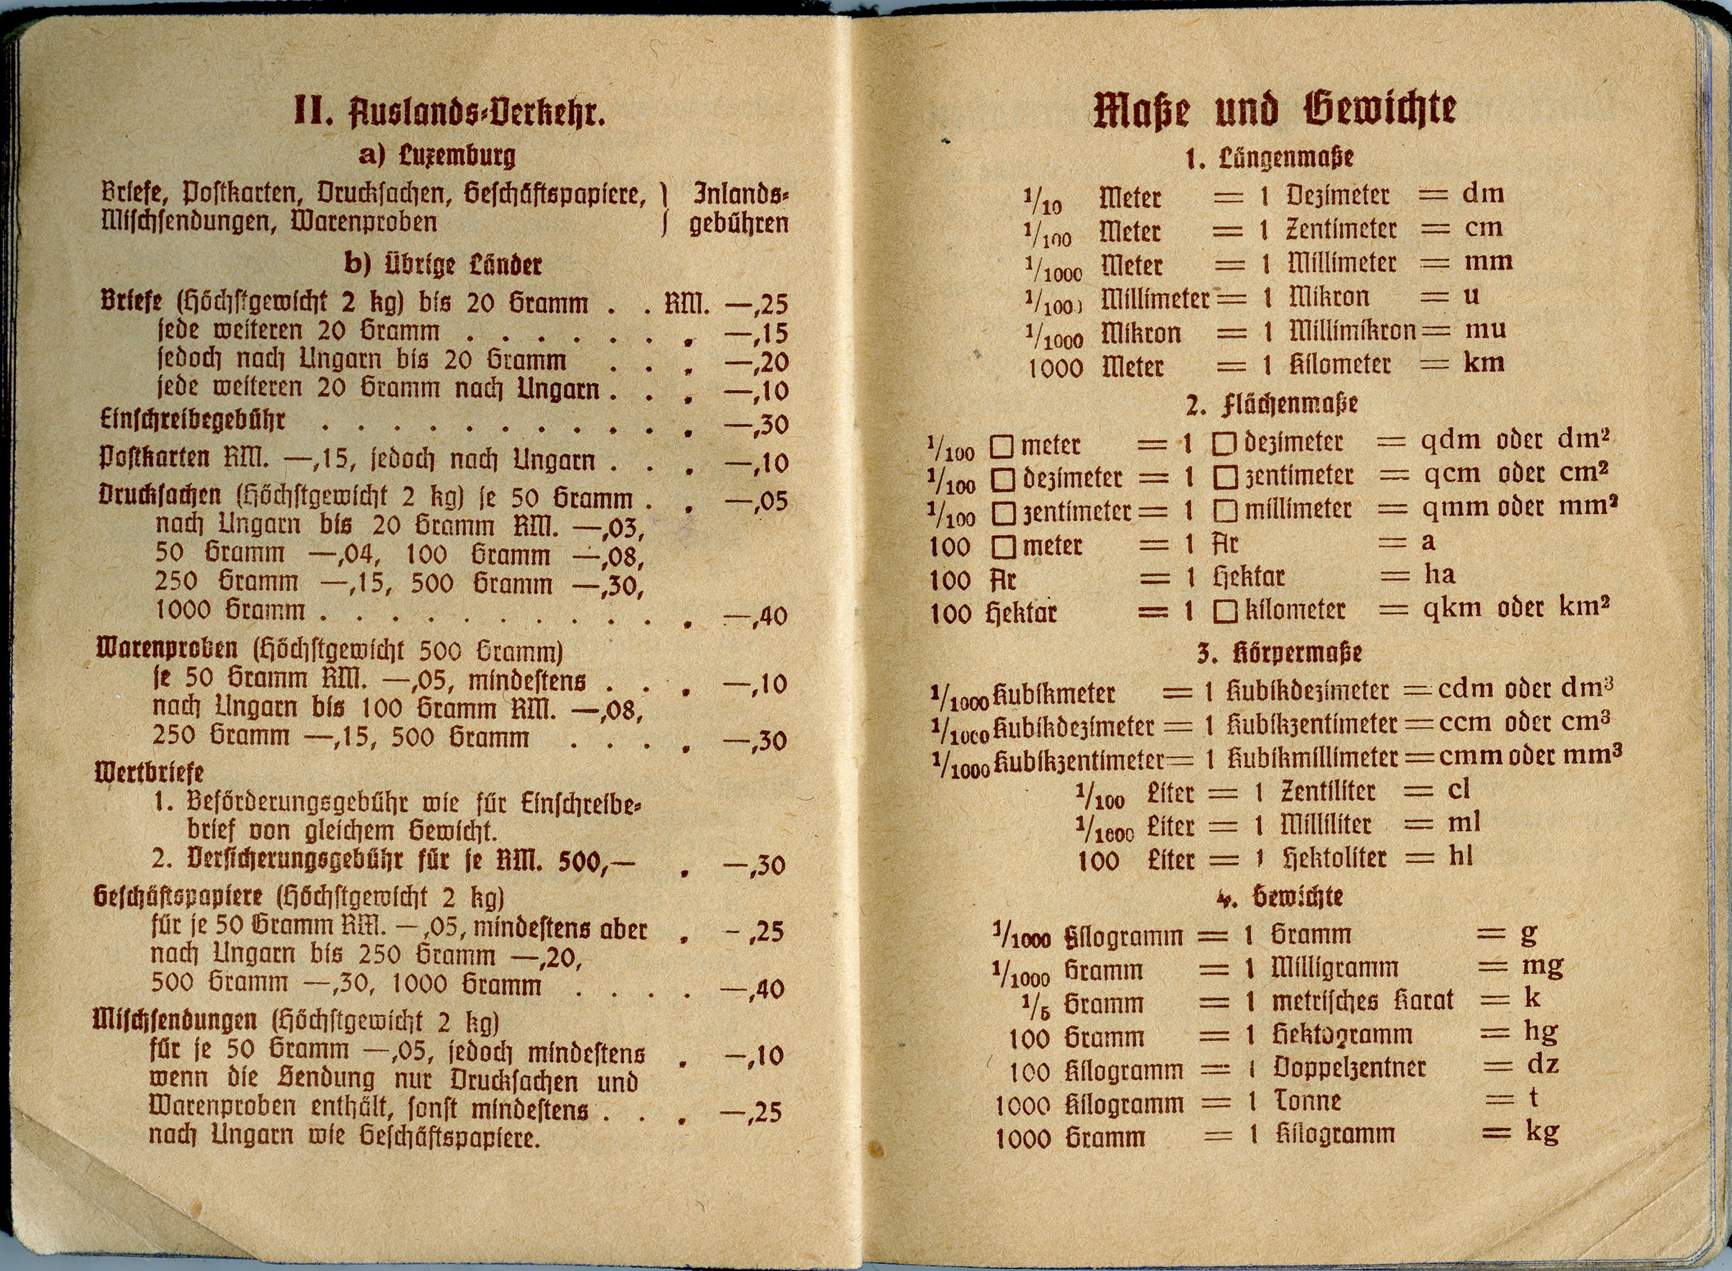 II. Auslands-Verkehr.
a) Luxemburg
Briefe, Postkarten, Drucksachen, Geschäftspapiere, } Inlands-
Mischsendungen, Warenproben } gebühren
b) Übrige Länder
Briefe (Höchstgewicht 2 kg) bis 20 Gramm . . RM. —,25
jede weiteren 20 Gramm . . . . . . . „ —,15
jedoch nach Ungarn bis 20 Gramm . . „ —,20
jede weiteren 20 Gramm nach Ungarn . . „ —,10
Einschreibegebühr . . . . . . . . . . . . „ —,30
Postkarten RM. —,15, jedoch nach Ungarn . . „ —,10
Drucksachen (Höchstgewicht 2 kg) je 50 Gramm . „ —,05
nach Ungarn bis 20 Gramm RM. —,03,
50 Gramm —,04, 100 Gramm —,08,
250 Gramm —,15, 500 Gramm —,30,
1000 Gramm . . . . . . . . . . . „ —,40
Warenproben (Höchstgewicht 500 Gramm)
je 50 Gramm RM. —,05, mindestens . . „ —,10
nach Ungarn bis 100 Gramm RM. —,08,
250 Gramm —,15, 500 Gramm . . . . „ —,30
Wertbriefe
1. Beförderungsgebühr wie für Einschreibe-
brief von gleichem Gewicht.
2. Versicherungsgebühr für je RM. 500,— „ —,30
Geschäftspapiere (Höchstgewicht 2 kg)
für je 50 Gramm RM. —,05, mindestens aber „ —,25
nach Ungarn bis 250 Gramm —,20,
500 Gramm —,30, 1000 Gramm . . . . „ —,40
Mischsendungen (Höchstgewicht 2 kg)
für je 50 Gramm —,05, jedoch mindestens „ —,10
wenn die Sendung nur Drucksachen und
Warenproben enthält, sonst mindestens . . „ —,25
nach Ungarn wie Geschäftspapiere.
Maße und Gewichte
1. Längenmaße
1/10 Meter = 1 Dezimeter = dm
1/100 Meter = 1 Zentimeter = cm
1/1000 Meter = 1 Millimeter = mm
1/1000 Millimeter = 1 Mikron = u
1/1000 Mikron = 1 Millimikron = mu
1000 Meter = 1 Kilometer = km
2. Flächenmaße
1/100 □ meter = 1 □ dezimeter = qdm oder dm²
1/100 □ dezimeter = 1 □ zentimeter = qcm oder cm²
1/100 □ zentimeter = 1 □ millimeter = qmm oder mm²
100 □ meter = 1 Ar = a
100 Ar = 1 Hektar = ha
100 Hektar = 1 □ kilometer = qkm oder km²
3. Körpermaße
1/1000 Kubikmeter = 1 Kubikdezimeter = cdm oder dm³
1/1000 Kubikdezimeter = 1 Kubikzentimeter = ccm oder cm³
1/1000 Kubikzentimeter = 1 Kubikmillimeter = cmm oder mm³
1/100 Liter = 1 Zentiliter = cl
1/1000 Liter = 1 Milliliter = ml
100 Liter = 1 Hektoliter = hl
4. Gewichte
1/1000 Kilogramm = 1 Gramm = g
1/1000 Gramm = 1 Milligramm = mg
1/5 Gramm = 1 metrisches Karat = k
100 Gramm = 1 Hektogramm = hg
100 Kilogramm = 1 Doppelzentner = dz
1000 Kilogramm = 1 Tonne = t
1000 Gramm = 1 Kilogramm = kg